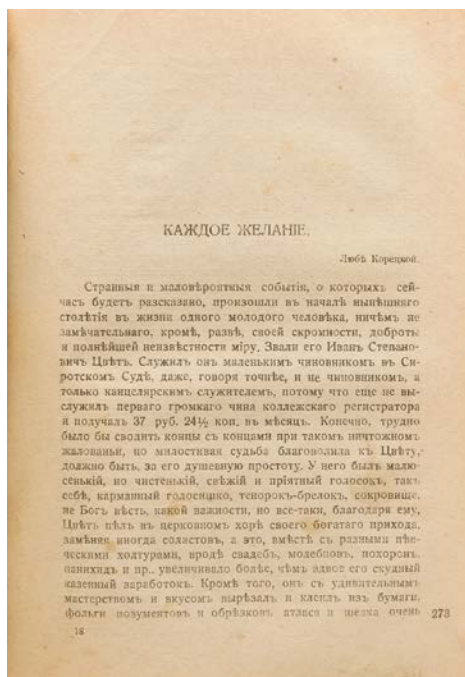 КАЖДОЕ ЖЕЛАНІЕ.
Любѣ Корецкой.
Странныя и маловѣроятныя событія, о которыхъ сей-
часъ будетъ разсказано, произошли въ началѣ нынѣшняго
столѣтія въ жизни одного молодого человѣка, ничѣмъ не
замѣчательнаго, кромѣ, развѣ, своей скромности, доброты
и полнѣйшей неизвѣстности міру. Звали его Иванъ Степано-
вичъ Цвѣтъ. Служилъ онъ маленькимъ чиновникомъ въ Си-
ротскомъ Судѣ, даже, говоря точнѣе, и не чиновникомъ, а
только канцелярскимъ служителемъ, потому что еще не вы-
служилъ перваго громкаго чина коллежскаго регистратора
и получалъ 37 руб. 24½ коп. въ мѣсяцъ. Конечно, трудно
было бы сводить концы съ концами при такомъ ничтожномъ
жалованьи, но милостивая судьба благоволила къ Цвѣту,
должно быть, за его душевную простоту. У него былъ малю-
сенькій, но чистенькій, свѣжій и пріятный голосокъ, такъ
себѣ, карманный голосишко, тенорокъ-брелокъ, сокровище,
не Богъ вѣсть, какой важности, но все-таки, благодаря ему,
Цвѣтъ пѣлъ въ церковномъ хорѣ своего богатаго прихода,
замѣняя иногда солистовъ, а это, вмѣстѣ съ разными пѣв-
ческими халтурами, вродѣ свадебъ, молебновъ, похоронъ,
панихидъ и пр., увеличивало болѣе, чѣмъ вдвое его скудный
казенный заработокъ. Кромѣ того, онъ съ удивительнымъ
мастерствомъ и вкусомъ вырѣзалъ и клеилъ изъ бумаги,
фольги позументовъ и обрѣзковъ атласа и шелка очень 273
18